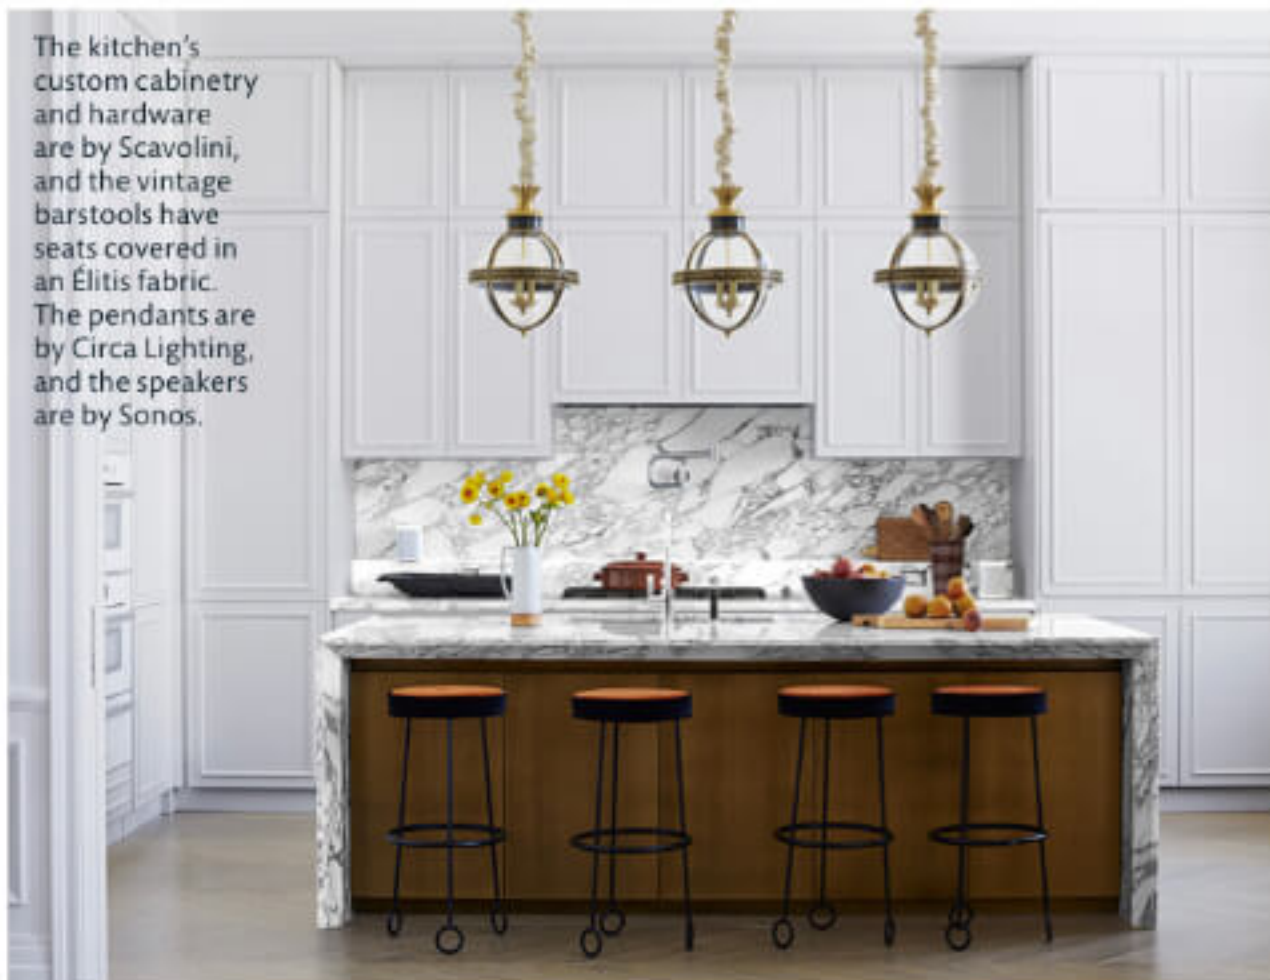 The kitchen's
custom cabinetry
and hardware
are by Scavolini,
and the vintage
barstools have
seats covered in
an Élitis fabric.
The pendants are
by Circa Lighting,
and the speakers
are by Sonos.